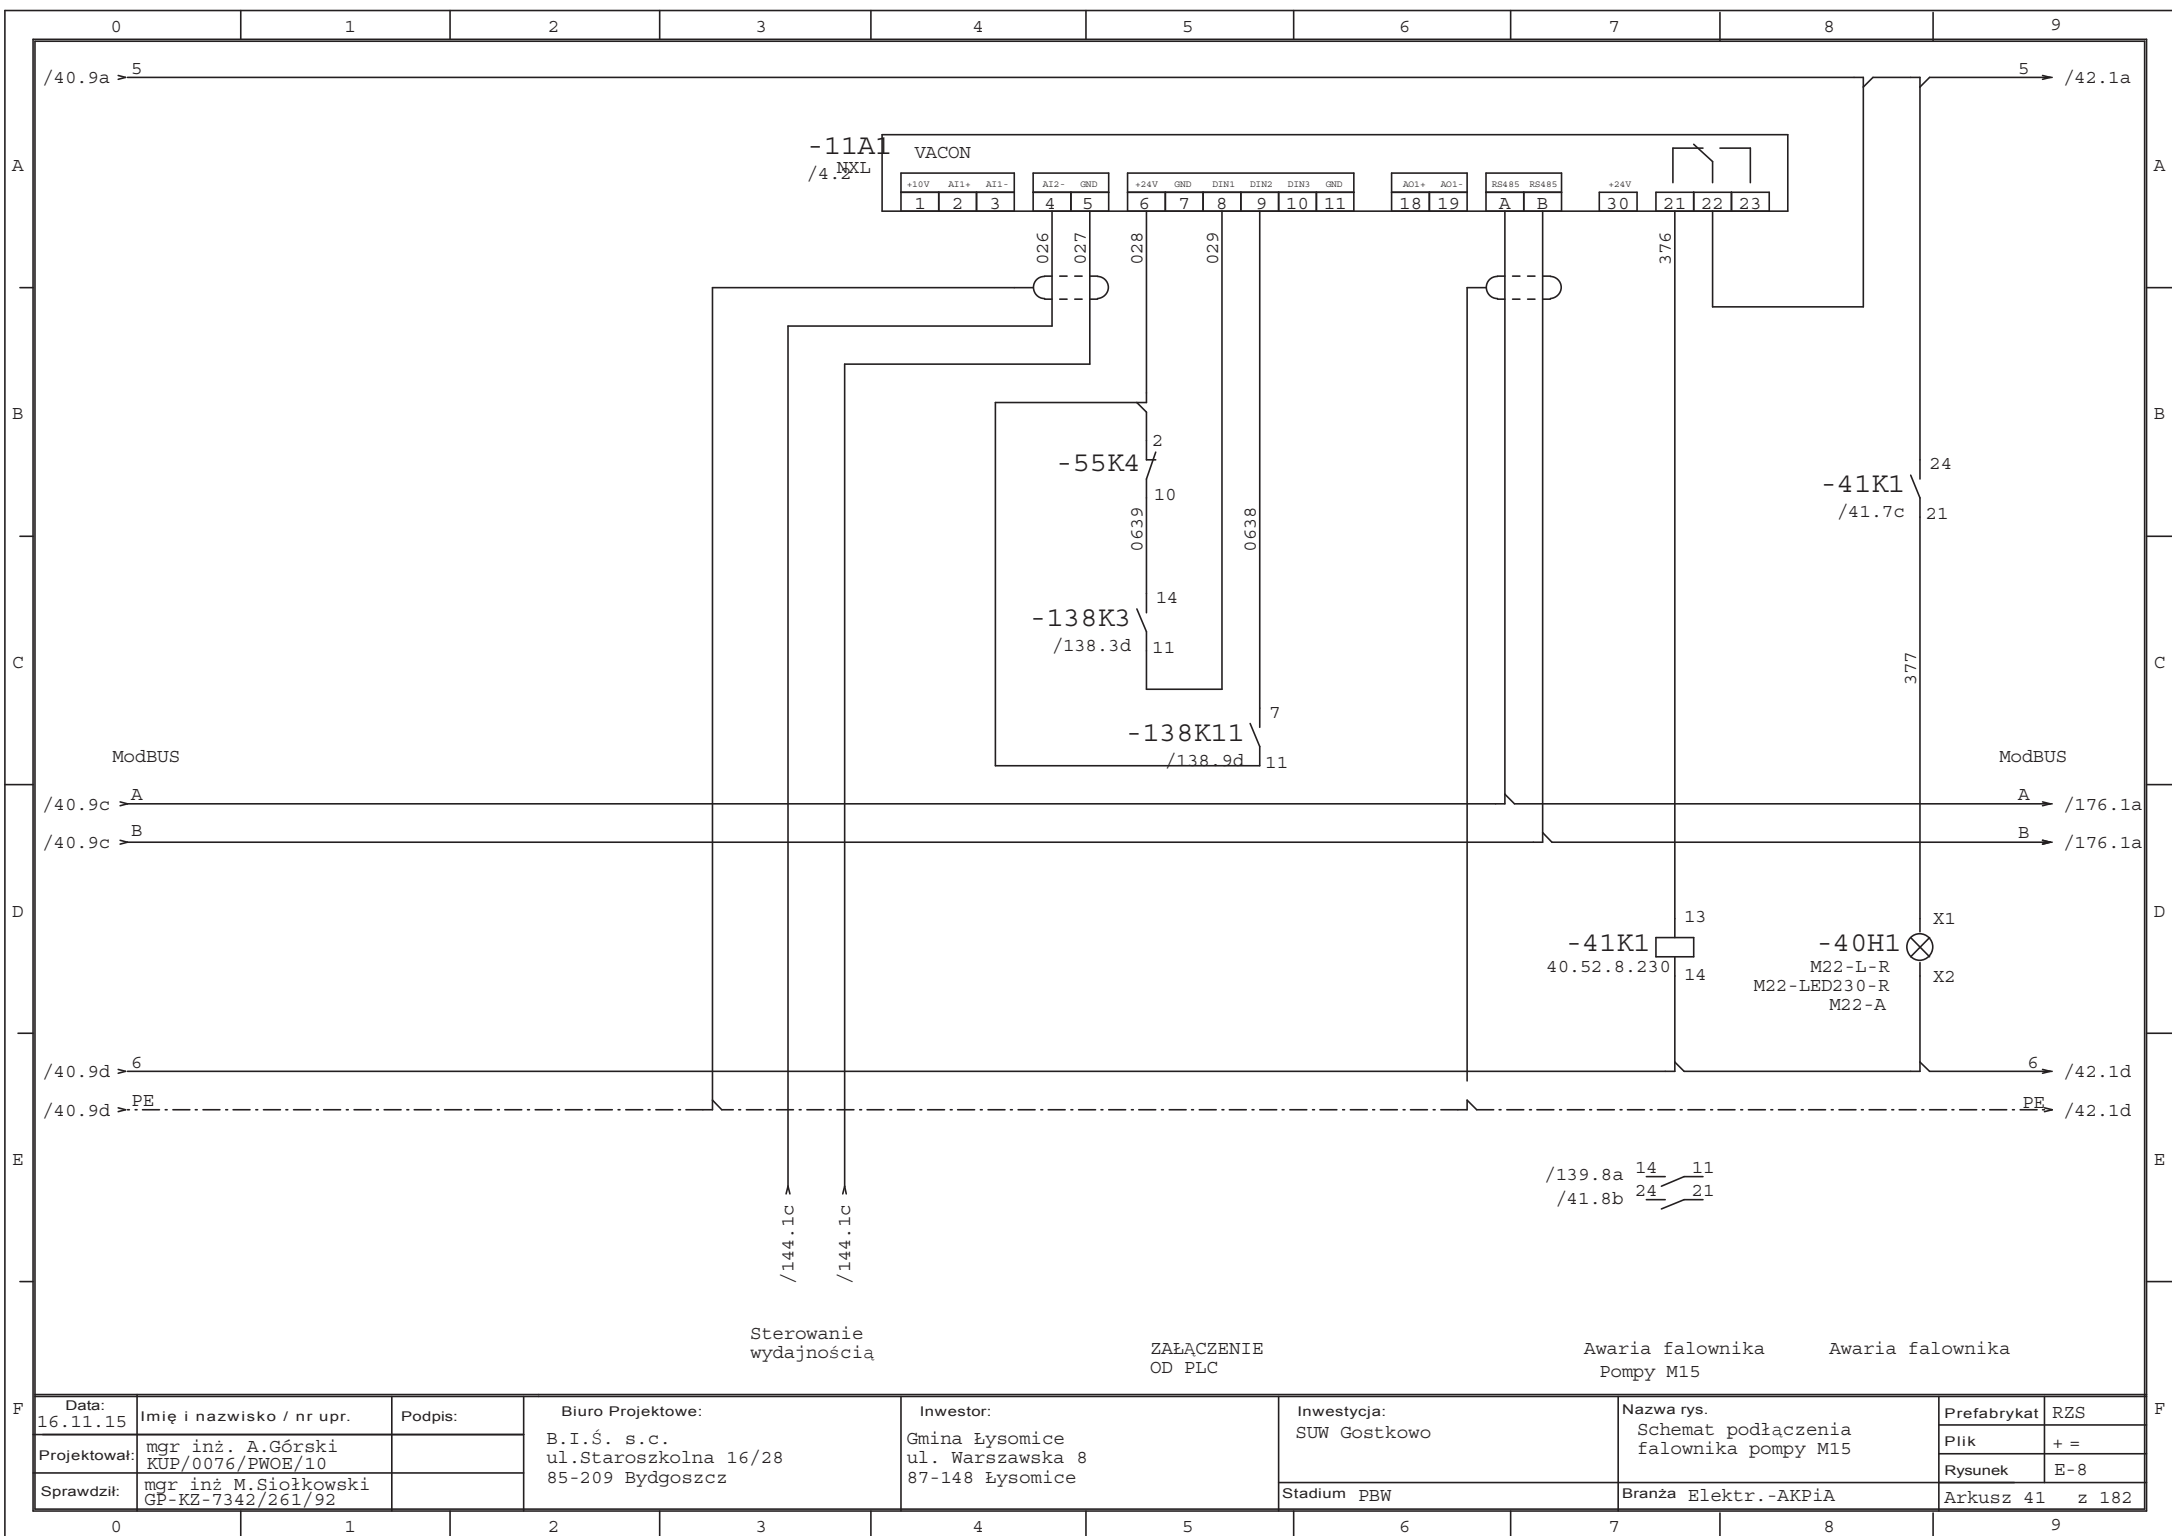 0 1 2 3 4 5 6 7 8 9
/40.9a 5 5 /42.1a
A A
-11A1 VACON
/4.2 NXL
+10V AI1+ AI1- AI2- GND +24V GND DIN1 DIN2 DIN3 GND AO1+ AO1- RS485 RS485 +24V
1 2 3 4 5 6 7 8 9 10 11 18 19 A B 30 21 22 23
026 027 028 029 376
B B
2
-55K4
10
24
-41K1
/41.7c 21
0639 0638
14
-138K3
/138.3d 11
C C
377
7
-138K11
/138.9d 11
ModBUS ModBUS
/40.9c A A /176.1a
/40.9c B B /176.1a
D D
13 X1
-41K1 -40H1
40.52.8.230 14 M22-L-R X2
M22-LED230-R
M22-A
/40.9d 6 6 /42.1d
/40.9d PE PE /42.1d
E E
/139.8a 14 11
/41.8b 24 21
/144.1c /144.1c
Sterowanie
wydajnością
ZAŁĄCZENIE
OD PLC
Awaria falownika
Pompy M15
Awaria falownika
F F
Data:
16.11.15
Imię i nazwisko / nr upr.
Podpis:
Projektował:
mgr inż. A.Górski
KUP/0076/PWOE/10
Sprawdził:
mgr inż M.Siołkowski
GP-KZ-7342/261/92
Biuro Projektowe:
B.I.Ś. s.c.
ul.Staroszkolna 16/28
85-209 Bydgoszcz
Inwestor:
Gmina Łysomice
ul. Warszawska 8
87-148 Łysomice
Inwestycja:
SUW Gostkowo
Stadium PBW
Nazwa rys.
Schemat podłączenia
falownika pompy M15
Branża Elektr.-AKPiA
Prefabrykat RZS
Plik + =
Rysunek E-8
Arkusz 41 z 182
0 1 2 3 4 5 6 7 8 9